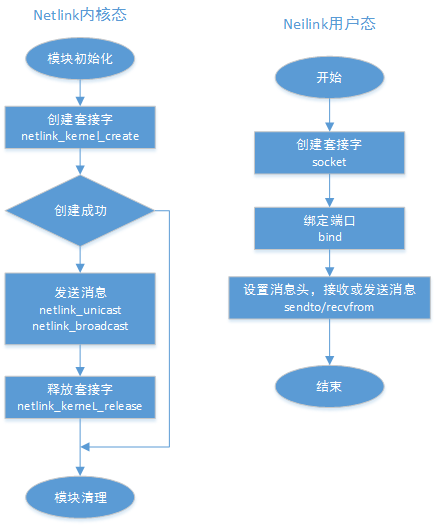 Netlink内核态
模块初始化
创建套接字
netlink_kernel_create
创建成功
发送消息
netlink_unicast
netlink_broadcast
释放套接字
netlink_kerneL_release
模块清理
Neilink用户态
开始
创建套接字
socket
绑定端口
bind
设置消息头，接收或发送消息
sendto/recvfrom
结束